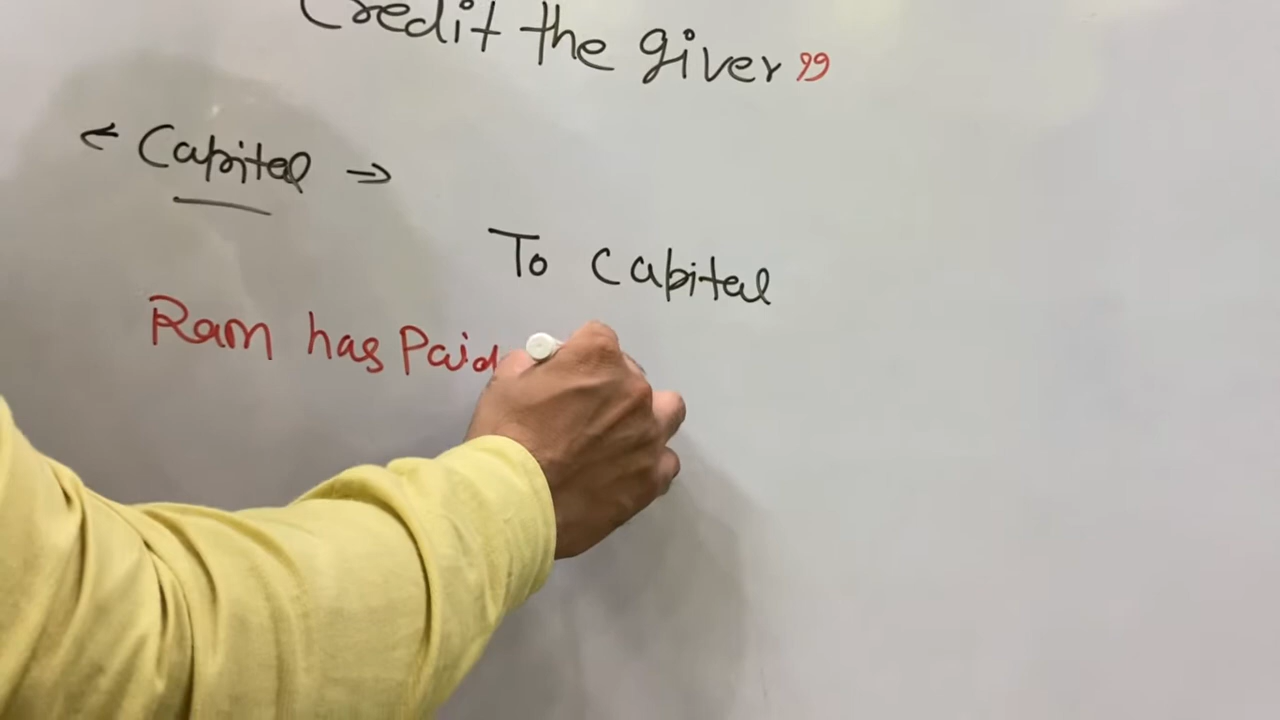 Credit the giver”
← Capital →
To Capital
Ram has Paid